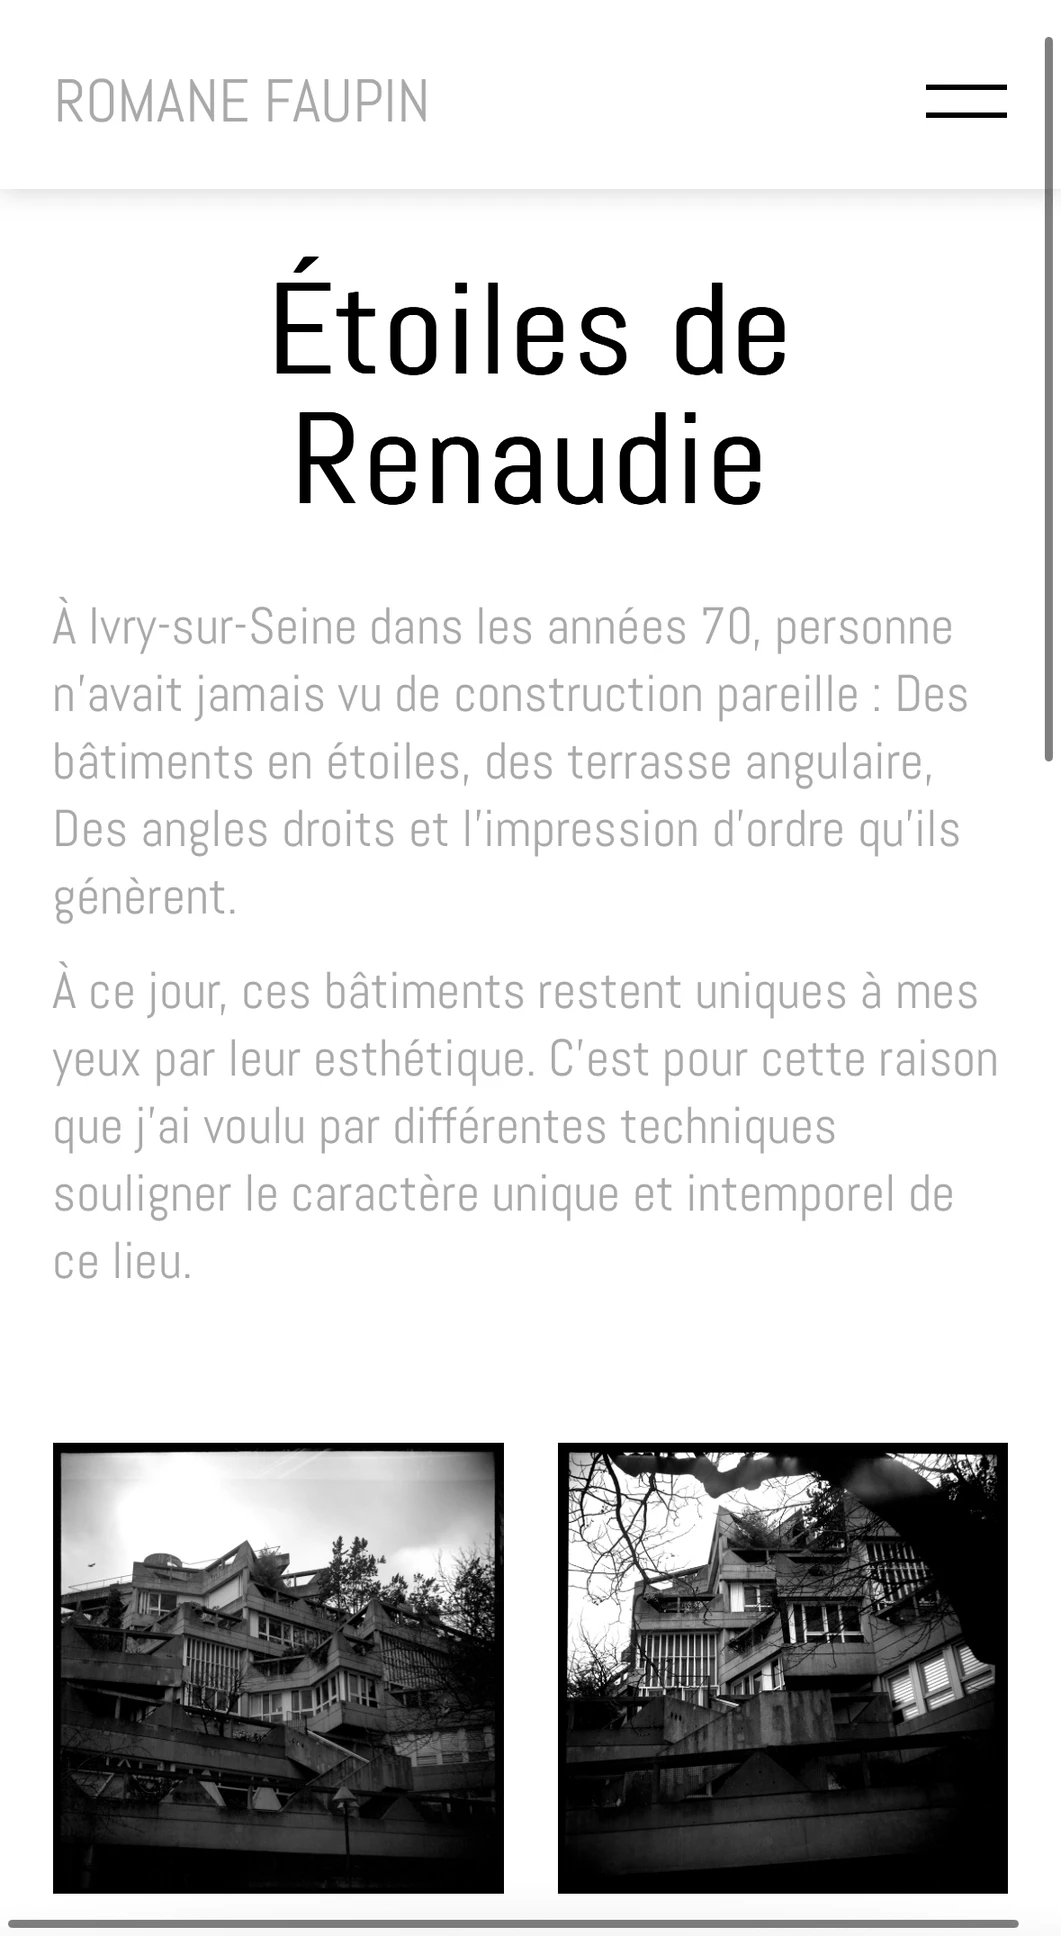 ROMANE FAUPIN
Étoiles de
Renaudie
À Ivry-sur-Seine dans les années 70, personne
n’avait jamais vu de construction pareille : Des
bâtiments en étoiles, des terrasse angulaire,
Des angles droits et l’impression d’ordre qu’ils
génèrent.
À ce jour, ces bâtiments restent uniques à mes
yeux par leur esthétique. C’est pour cette raison
que j’ai voulu par différentes techniques
souligner le caractère unique et intemporel de
ce lieu.